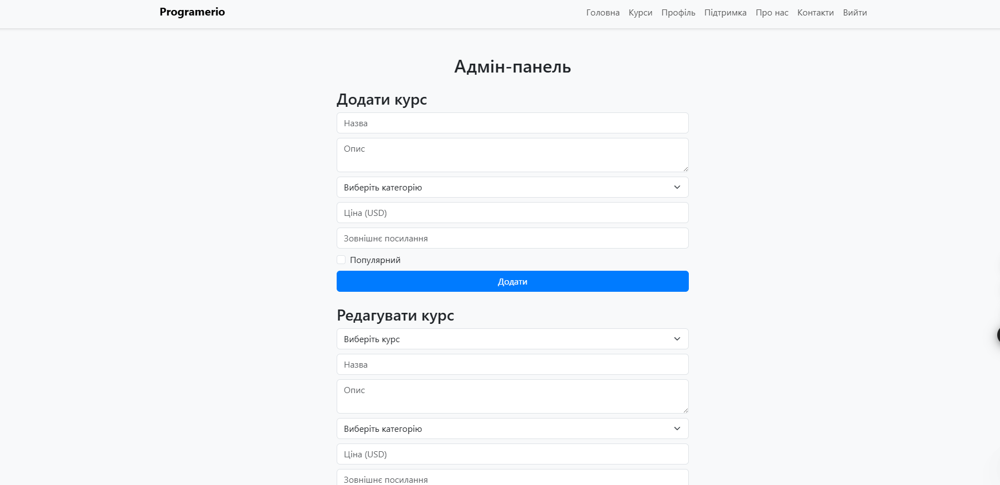 Programerio
Головна Курси Профіль Підтримка Про нас Контакти Вийти
Адмін-панель
Додати курс
Назва
Опис
Виберіть категорію
Ціна (USD)
Зовнішнє посилання
Популярний
Додати
Редагувати курс
Виберіть курс
Назва
Опис
Виберіть категорію
Ціна (USD)
Зовнішнє посилання